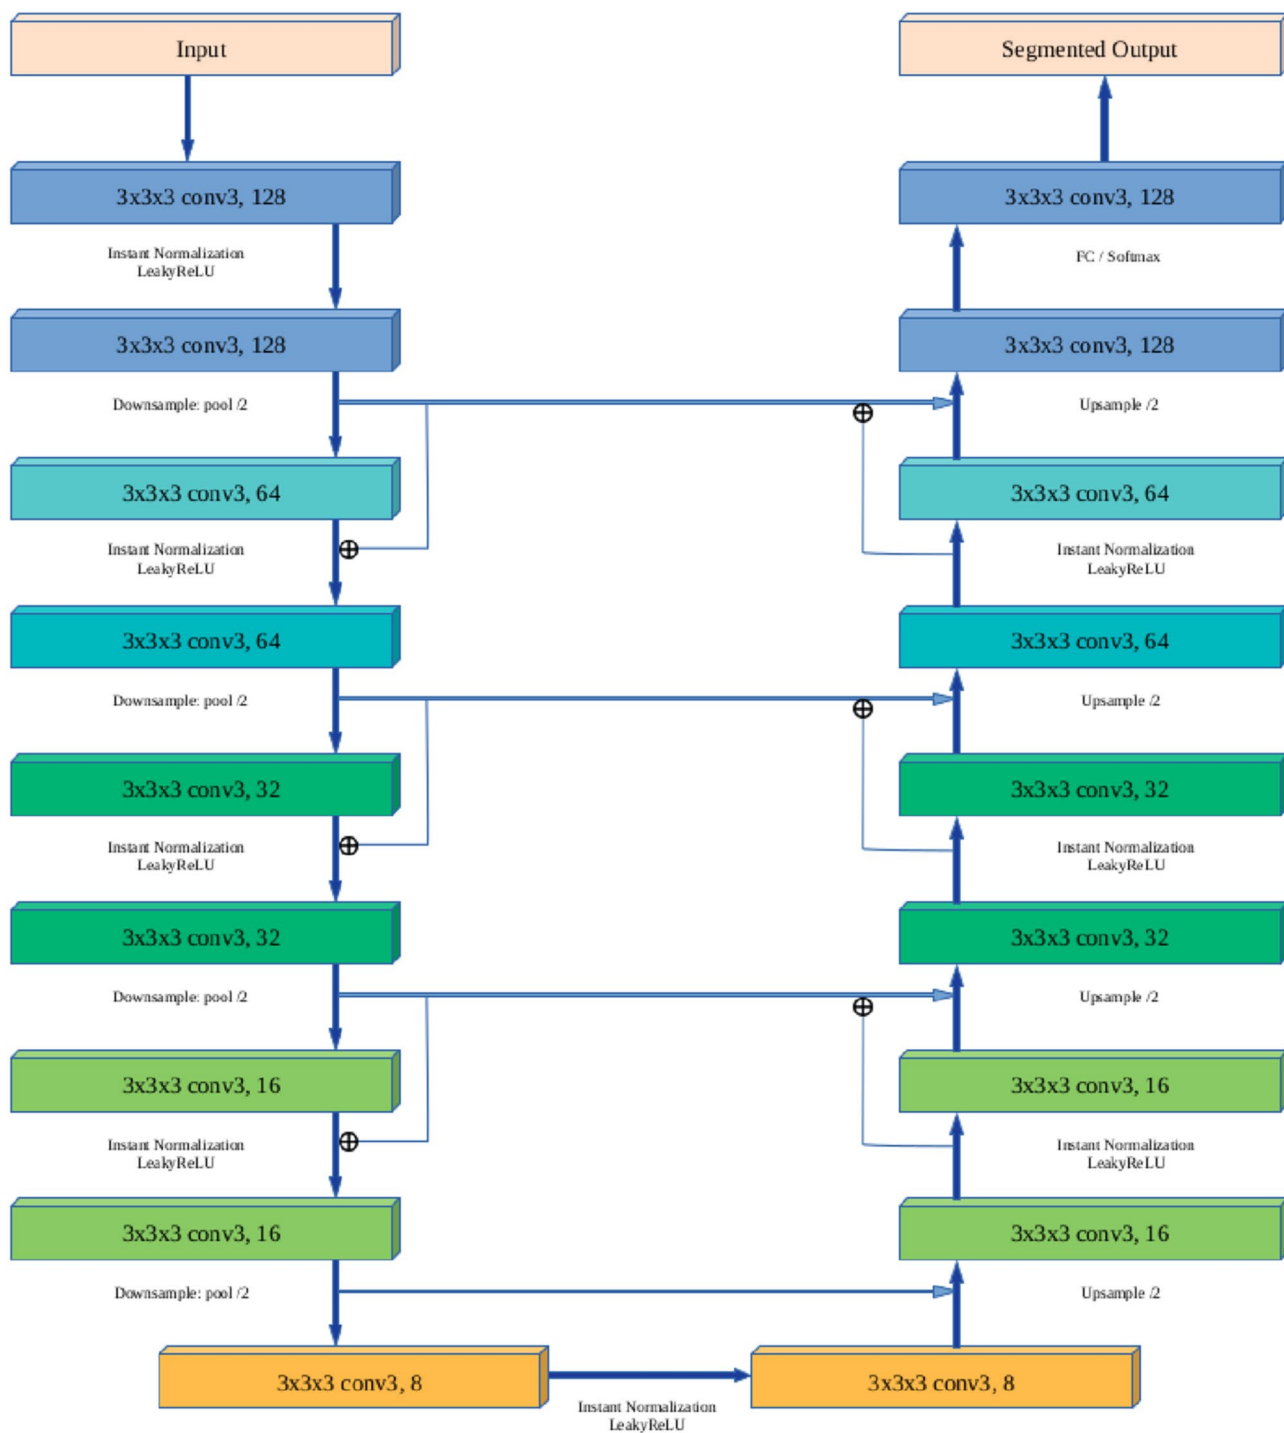 Input
3x3x3 conv3, 128
Instant Normalization
LeakyReLU
3x3x3 conv3, 128
Downsample: pool /2
3x3x3 conv3, 64
Instant Normalization
LeakyReLU
3x3x3 conv3, 64
Downsample: pool /2
3x3x3 conv3, 32
Instant Normalization
LeakyReLU
3x3x3 conv3, 32
Downsample: pool /2
3x3x3 conv3, 16
Instant Normalization
LeakyReLU
3x3x3 conv3, 16
Downsample: pool /2
3x3x3 conv3, 8
Instant Normalization
LeakyReLU
3x3x3 conv3, 8
Upsample /2
3x3x3 conv3, 16
Instant Normalization
LeakyReLU
3x3x3 conv3, 16
Upsample /2
3x3x3 conv3, 32
Instant Normalization
LeakyReLU
3x3x3 conv3, 32
Upsample /2
3x3x3 conv3, 64
Instant Normalization
LeakyReLU
3x3x3 conv3, 64
Upsample /2
3x3x3 conv3, 128
FC / Softmax
3x3x3 conv3, 128
Segmented Output